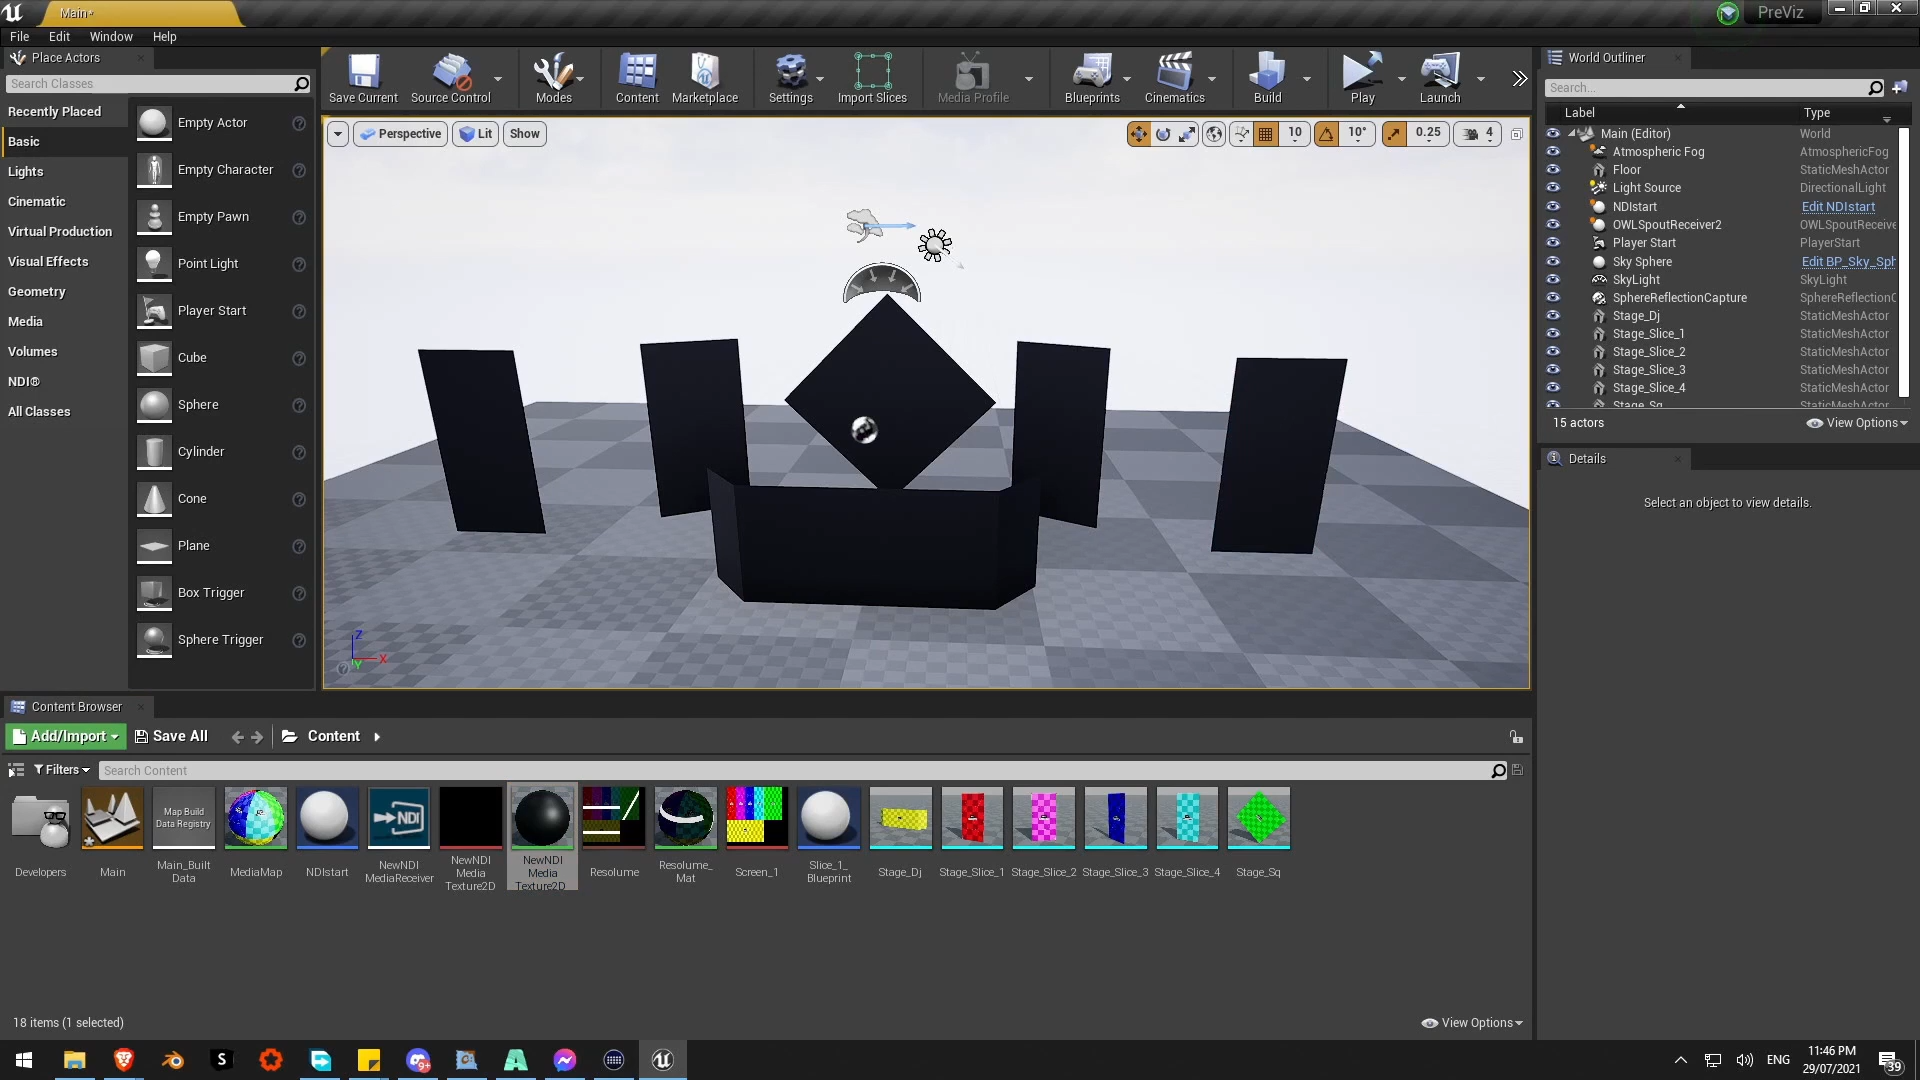 Main*
PreViz
File Edit Window Help
Place Actors
Search Classes
Recently Placed
Basic
Lights
Cinematic
Virtual Production
Visual Effects
Geometry
Media
Volumes
NDI®
All Classes
Empty Actor
Empty Character
Empty Pawn
Point Light
Player Start
Cube
Sphere
Cylinder
Cone
Plane
Box Trigger
Sphere Trigger
Save Current Source Control Modes Content Marketplace Settings Import Slices Media Profile Blueprints Cinematics Build Play Launch
Perspective Lit Show 10 10° 0.25 4
Z
X
Y
World Outliner
Search...
Label Type
Main (Editor) World
Atmospheric Fog AtmosphericFog
Floor StaticMeshActor
Light Source DirectionalLight
NDIstart Edit NDIstart
OWLSpoutReceiver2 OWLSpoutReceive
Player Start PlayerStart
Sky Sphere Edit BP_Sky_Sph
SkyLight SkyLight
SphereReflectionCapture SphereReflectionC
Stage_Dj StaticMeshActor
Stage_Slice_1 StaticMeshActor
Stage_Slice_2 StaticMeshActor
Stage_Slice_3 StaticMeshActor
Stage_Slice_4 StaticMeshActor
Stage_Sq StaticMeshActor
15 actors View Options
Details
Select an object to view details.
Content Browser
Add/Import Save All Content
Filters Search Content
Map Build
Data Registry
NDI
Developers
Main
Main_Built
Data
MediaMap
NDIstart
NewNDI
MediaReceiver
NewNDI
Media
Texture2D
NewNDI
Media
Texture2D
Resolume
Resolume_
Mat
Screen_1
Slice_1_
Blueprint
Stage_Dj
Stage_Slice_1
Stage_Slice_2
Stage_Slice_3
Stage_Slice_4
Stage_Sq
18 items (1 selected) View Options
S
9+
ENG
11:46 PM
29/07/2021
39